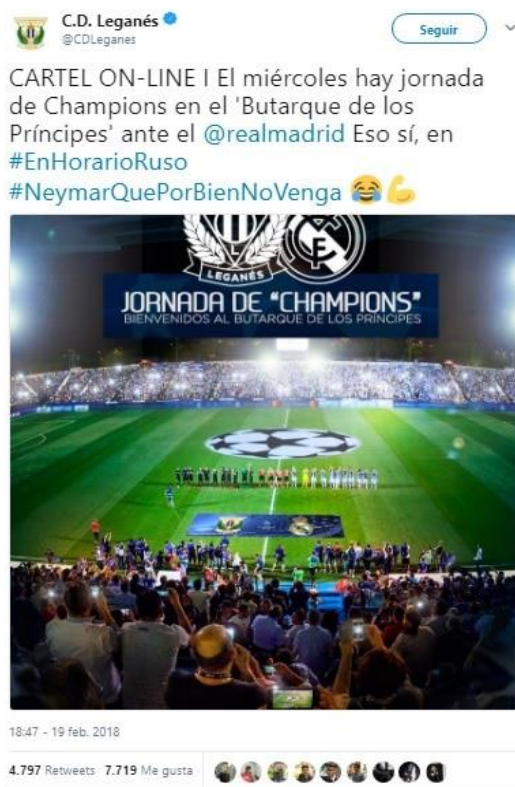 C.D. Leganés
@CDLeganes
Seguir
CARTEL ON-LINE I El miércoles hay jornada
de Champions en el 'Butarque de los
Príncipes' ante el @realmadrid Eso sí, en
#EnHorarioRuso
#NeymarQuePorBienNoVenga 😂💪
LEGANÉS
JORNADA DE "CHAMPIONS"
BIENVENIDOS AL BUTARQUE DE LOS PRÍNCIPES
18:47 - 19 feb. 2018
4.797 Retweets 7.719 Me gusta